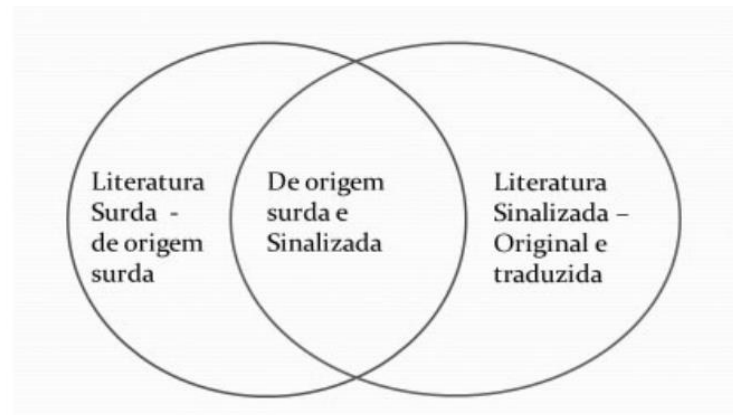 Literatura
Surda -
de origem
surda
De origem
surda e
Sinalizada
Literatura
Sinalizada –
Original e
traduzida